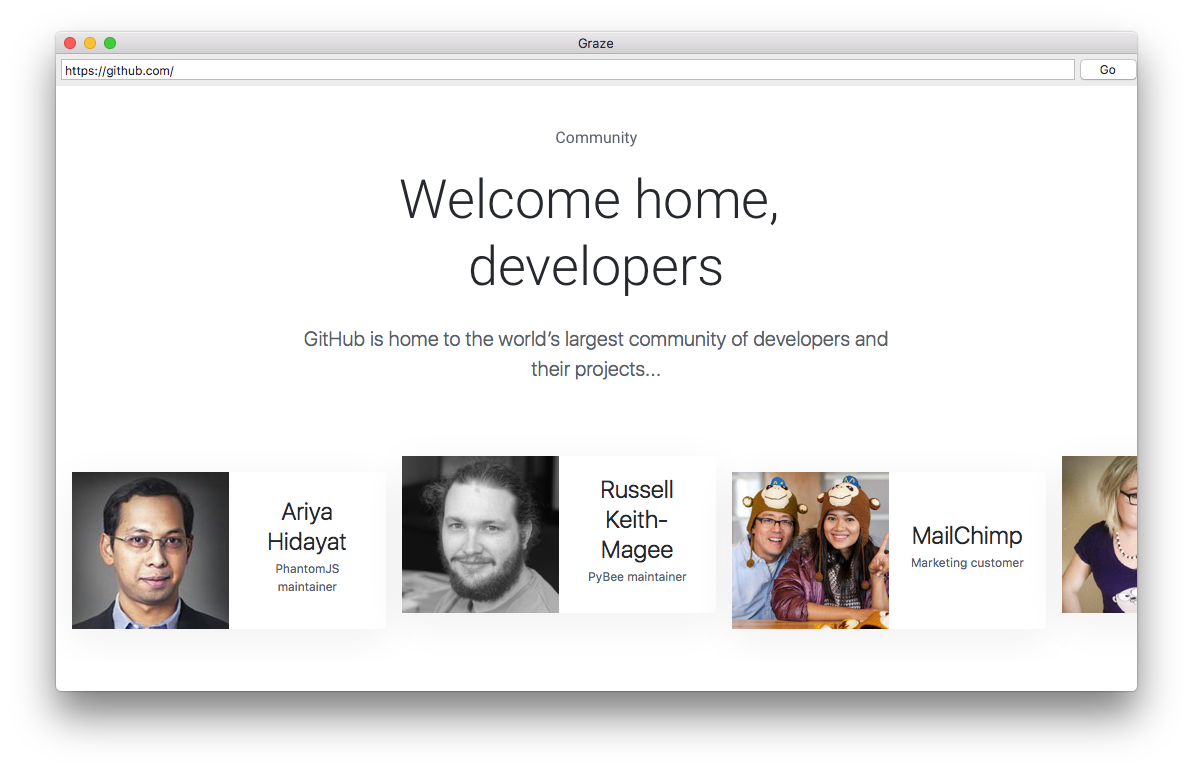 Graze
https://github.com/
Go
Community
Welcome home,
developers
GitHub is home to the world’s largest community of developers and
their projects...
Ariya
Hidayat
PhantomJS
maintainer
Russell
Keith-
Magee
PyBee maintainer
MailChimp
Marketing customer